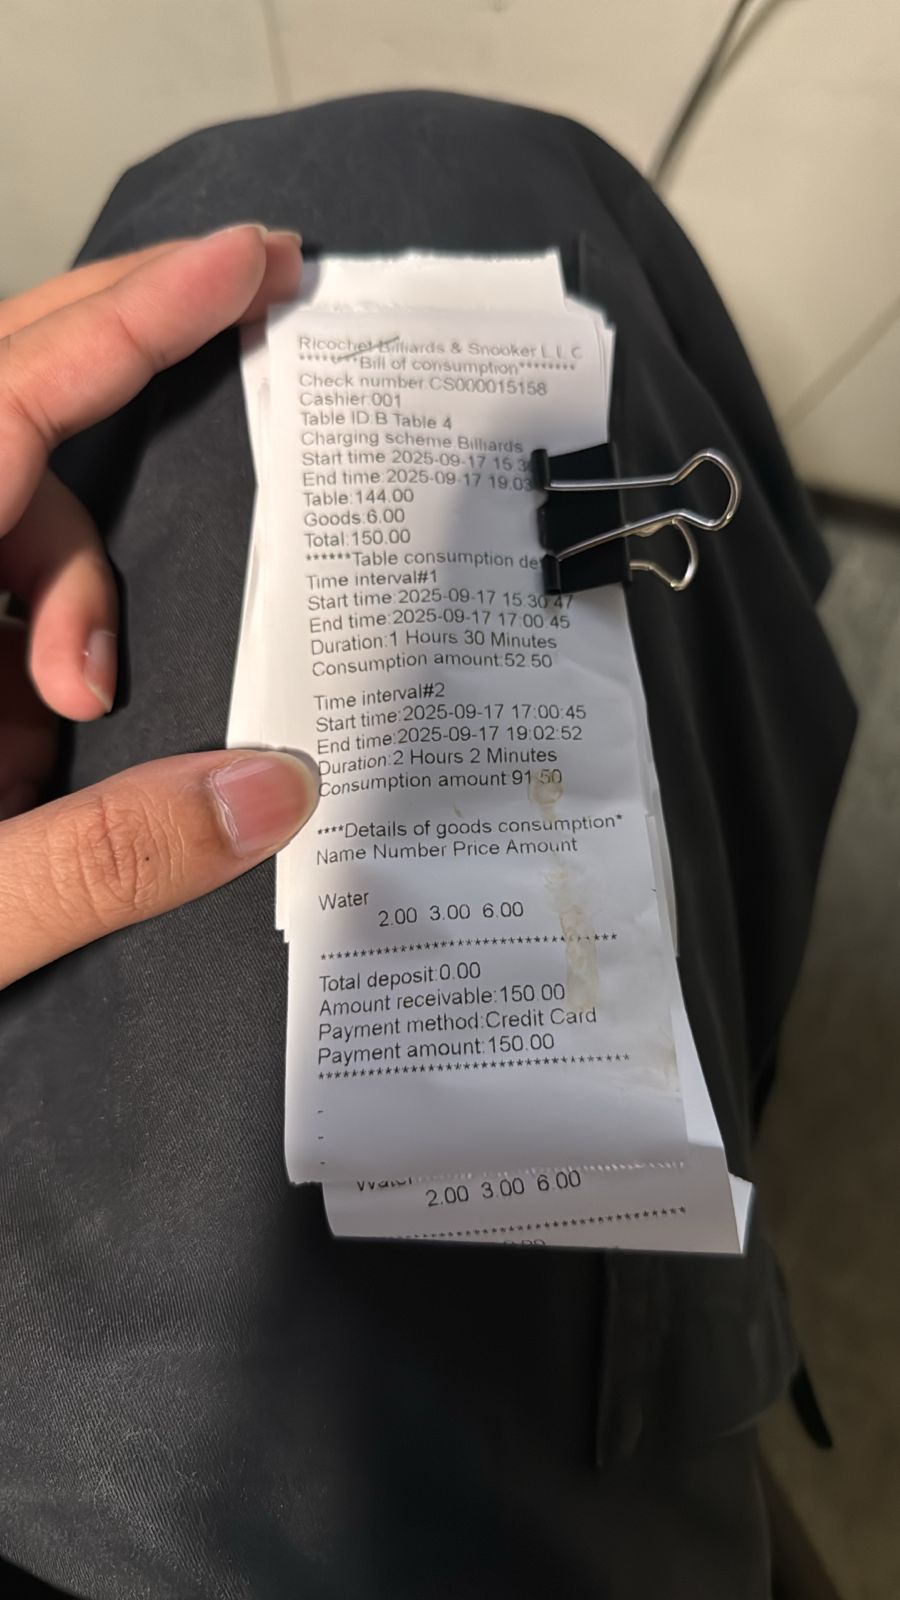 Ricochet Billiards & Snooker L L C
*******Bill of consumption********
Check number:CS000015158
Cashier:001
Table ID:B Table 4
Charging scheme Billiards
Start time 2025-09-17 15:3
End time:2025-09-17 19:03
Table:144.00
Goods:6.00
Total:150.00
******Table consumption de
Time interval#1
Start time:2025-09-17 15:30:47
End time:2025-09-17 17:00:45
Duration:1 Hours 30 Minutes
Consumption amount:52.50
Time interval#2
Start time:2025-09-17 17:00:45
End time:2025-09-17 19:02:52
Duration:2 Hours 2 Minutes
Consumption amount 91.50
****Details of goods consumption*
Name Number Price Amount
Water
2.00 3.00 6.00
**********************************
Total deposit:0.00
Amount receivable:150.00
Payment method:Credit Card
Payment amount:150.00
**********************************
-
-
-
Water
2.00 3.00 6.00